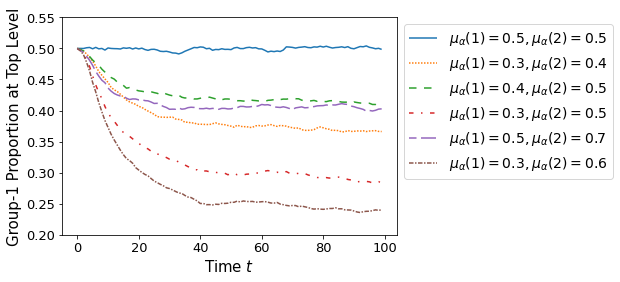 0.55
0.50
0.45
0.40
0.35
0.30
0.25
0.20
Group-1 Proportion at Top Level
0 20 40 60 80 100
Time t
μα(1) = 0.5, μα(2) = 0.5
μα(1) = 0.3, μα(2) = 0.4
μα(1) = 0.4, μα(2) = 0.5
μα(1) = 0.3, μα(2) = 0.5
μα(1) = 0.5, μα(2) = 0.7
μα(1) = 0.3, μα(2) = 0.6